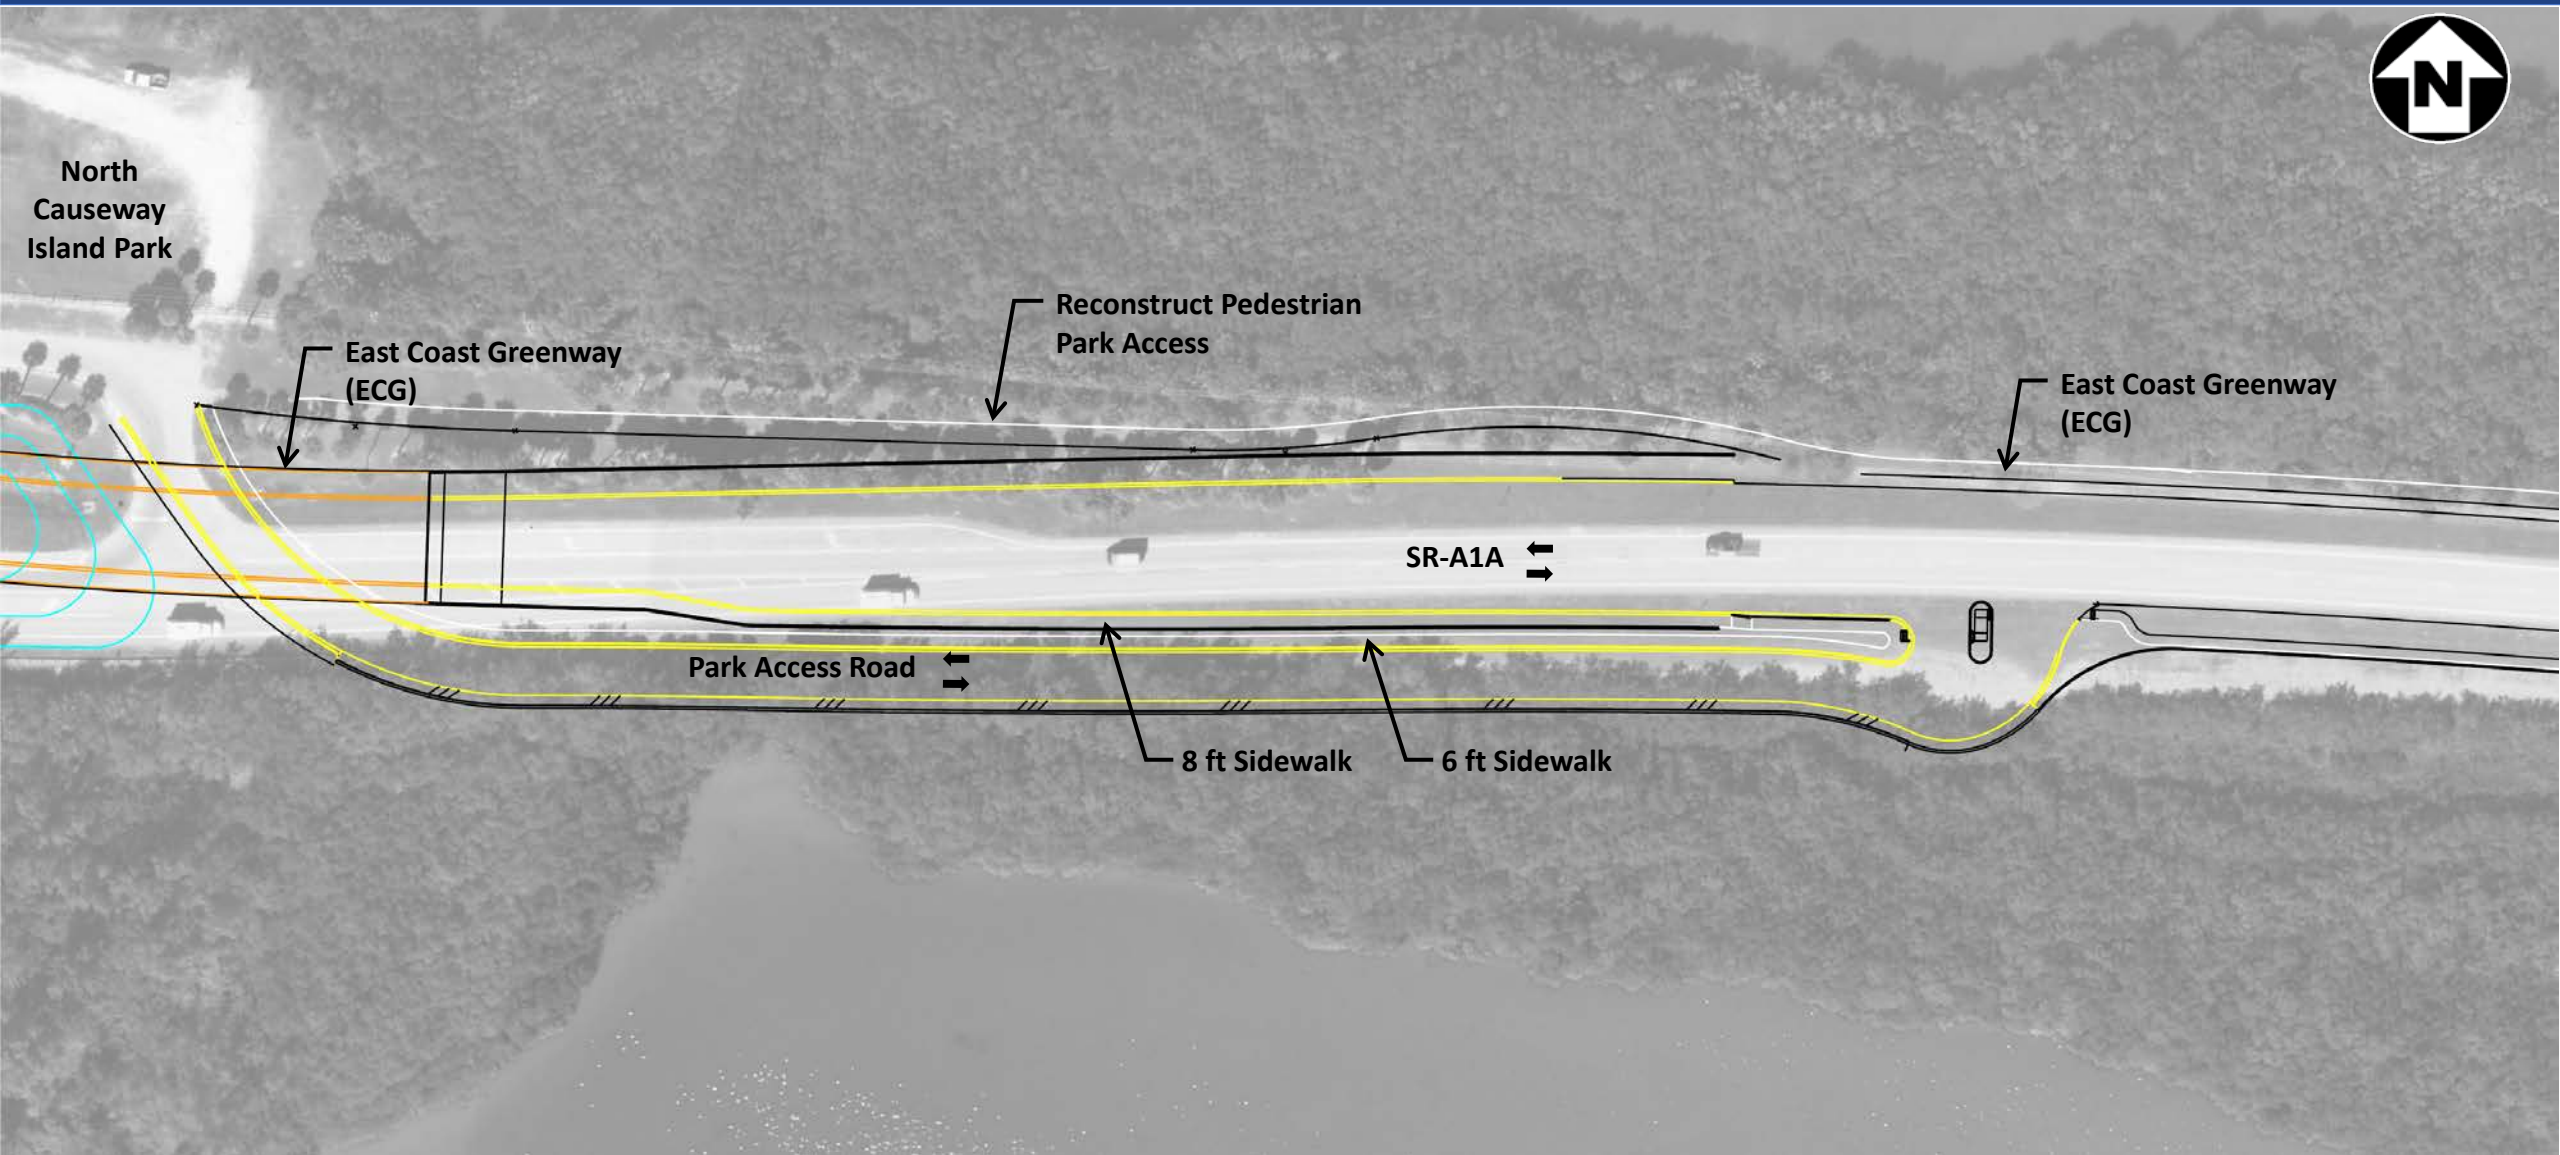 N
North
Causeway
Island Park
Reconstruct Pedestrian
Park Access
East Coast Greenway
(ECG)
East Coast Greenway
(ECG)
SR-A1A
Park Access Road
8 ft Sidewalk
6 ft Sidewalk